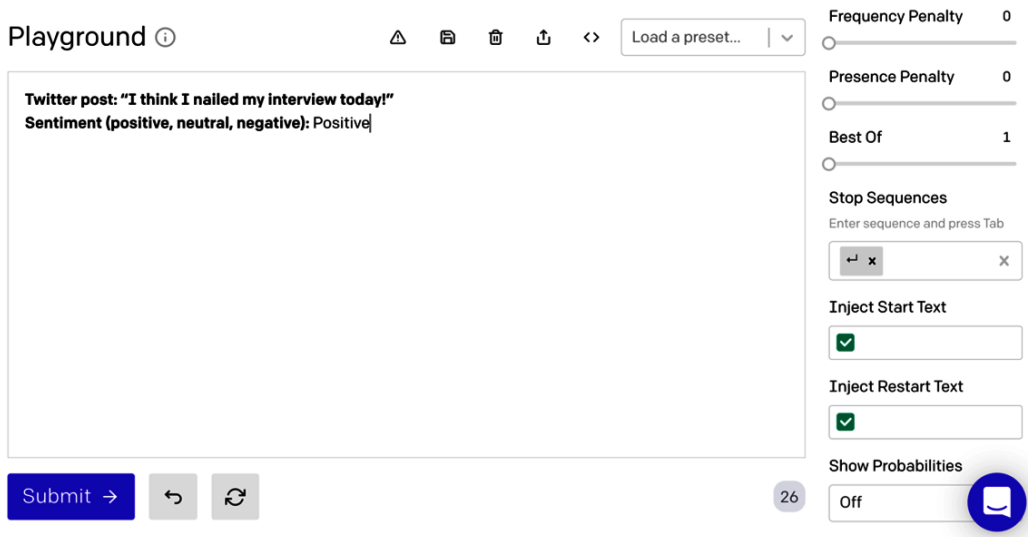 Playground
Load a preset...
Twitter post: “I think I nailed my interview today!”
Sentiment (positive, neutral, negative): Positive
Submit
26
Frequency Penalty 0
Presence Penalty 0
Best Of 1
Stop Sequences
Enter sequence and press Tab
Inject Start Text
Inject Restart Text
Show Probabilities
Off